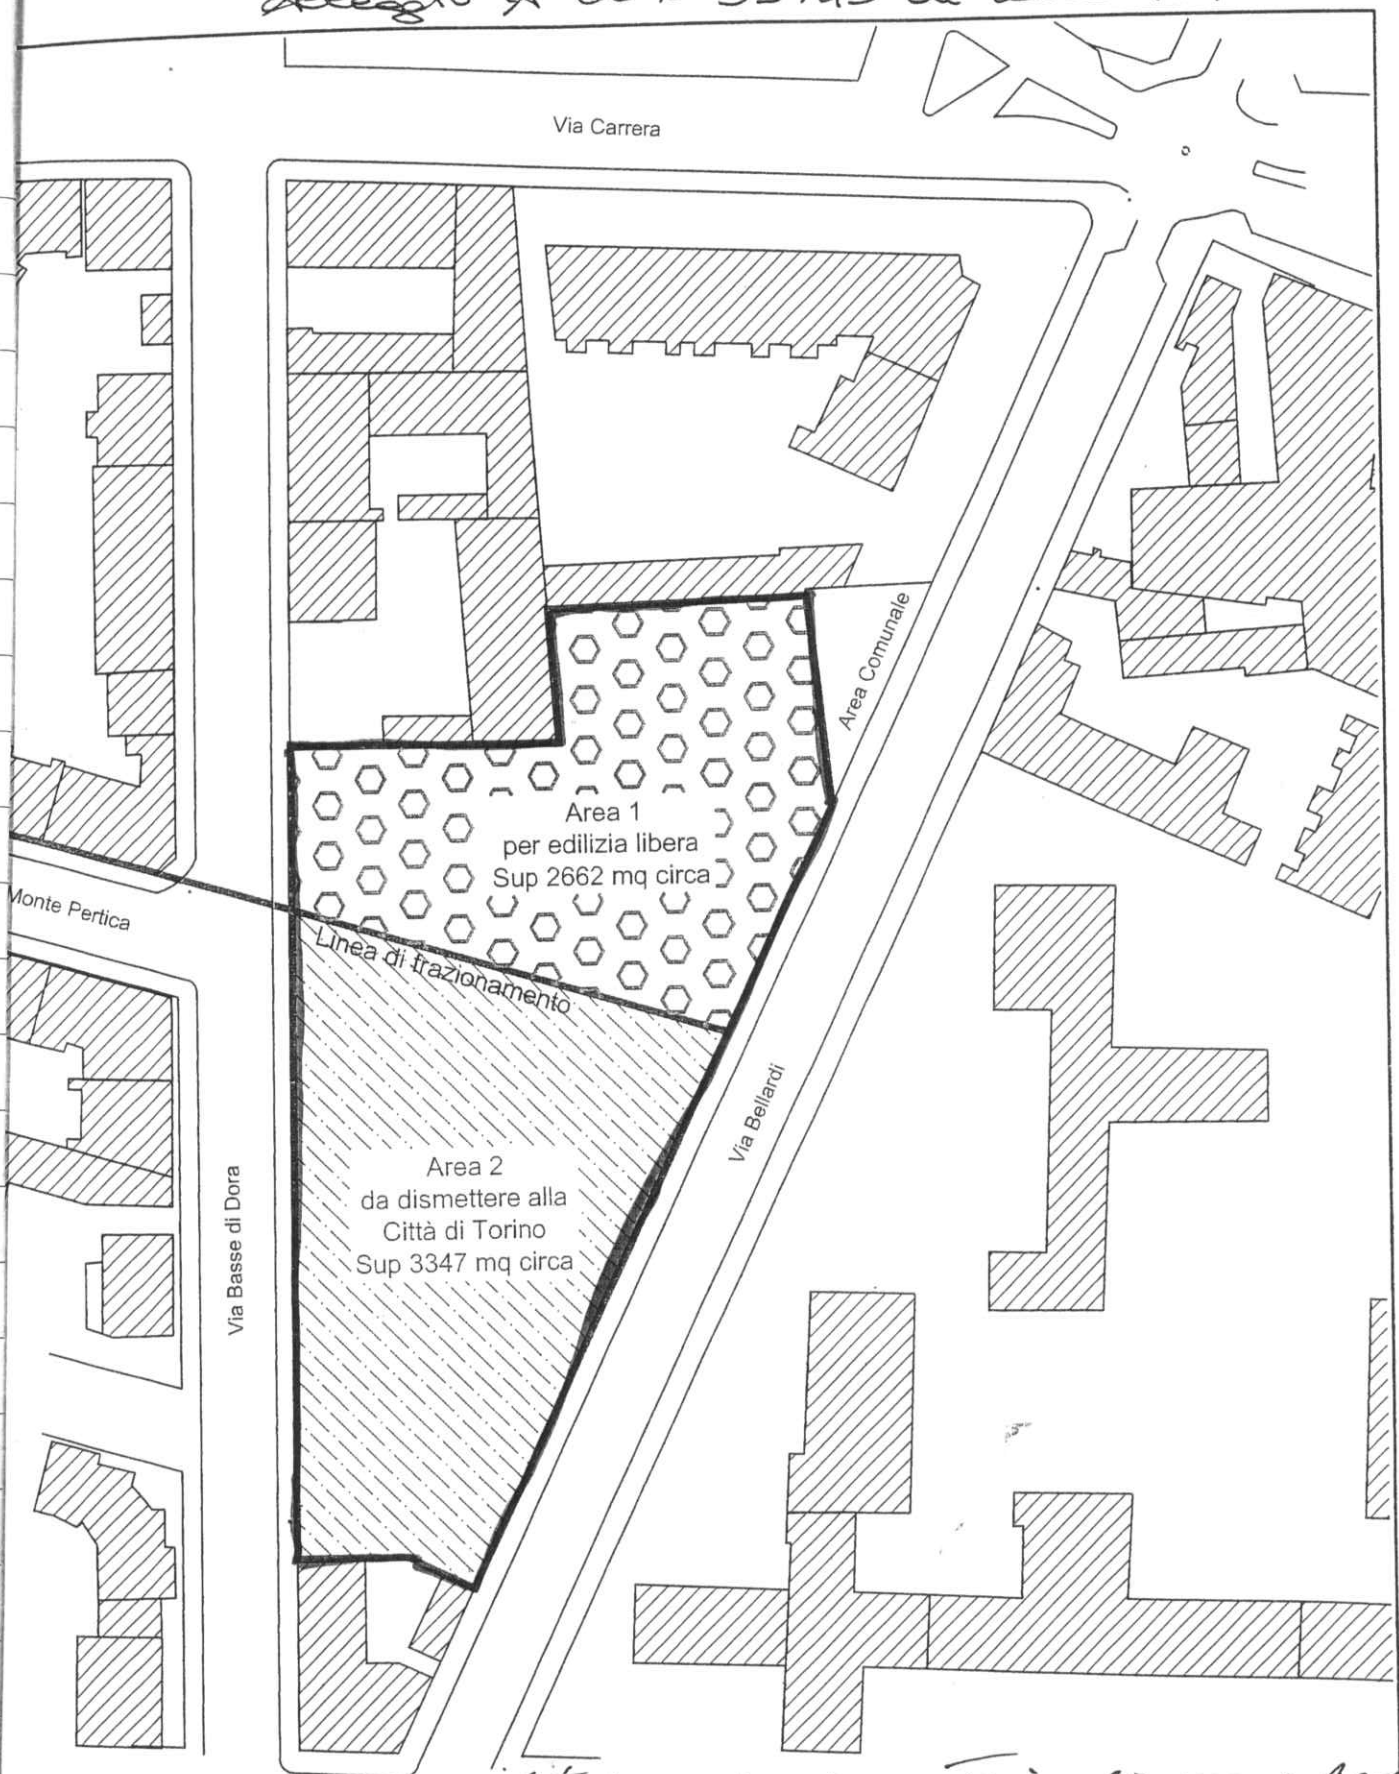 Via Carrera
Area Comunale
Area 1
per edilizia libera
Sup 2662 mq circa
Monte Pertica
Linea di frazionamento
Via Bellardi
Area 2
da dismettere alla
Città di Torino
Sup 3347 mq circa
Via Basse di Dora